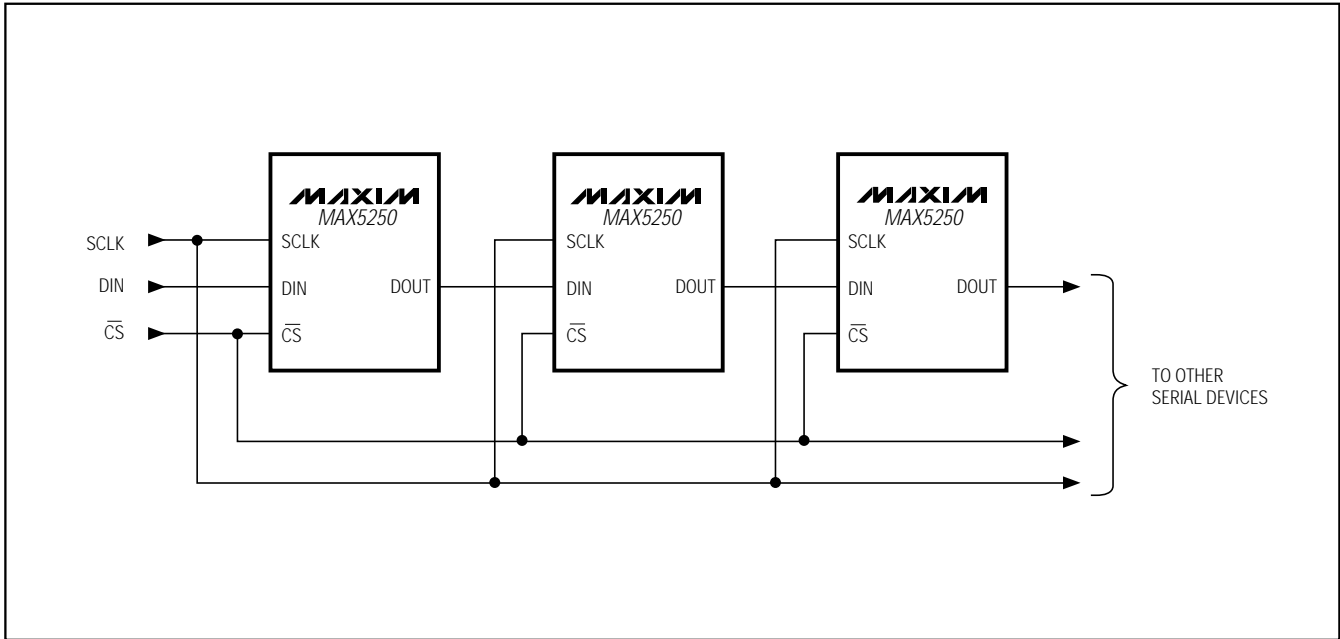 MAXIM
MAX5250
SCLK
DIN
DOUT
CS̅
MAXIM
MAX5250
SCLK
DIN
DOUT
CS̅
MAXIM
MAX5250
SCLK
DIN
DOUT
CS̅
SCLK
DIN
CS̅
TO OTHER
SERIAL DEVICES